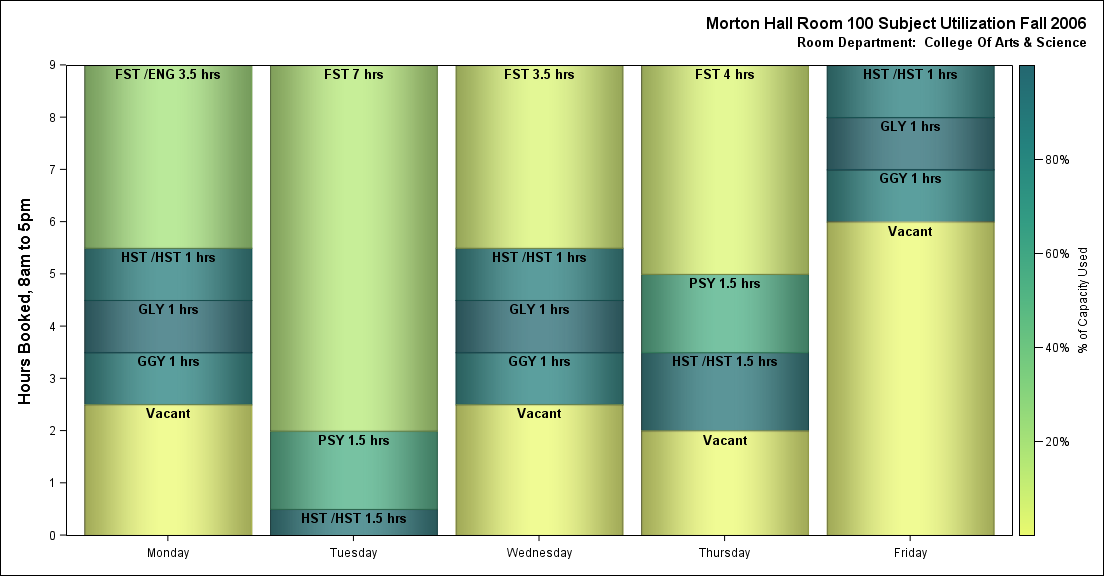 Morton Hall Room 100 Subject Utilization Fall 2006
Room Department:  College Of Arts & Science
Hours Booked, 8am to 5pm
9
8
7
6
5
4
3
2
1
0
FST /ENG 3.5 hrs
HST /HST 1 hrs
GLY 1 hrs
GGY 1 hrs
Vacant
Monday
FST 7 hrs
PSY 1.5 hrs
HST /HST 1.5 hrs
Tuesday
FST 3.5 hrs
HST /HST 1 hrs
GLY 1 hrs
GGY 1 hrs
Vacant
Wednesday
FST 4 hrs
PSY 1.5 hrs
HST /HST 1.5 hrs
Vacant
Thursday
HST /HST 1 hrs
GLY 1 hrs
GGY 1 hrs
Vacant
Friday
80%
60%
40%
20%
% of Capacity Used